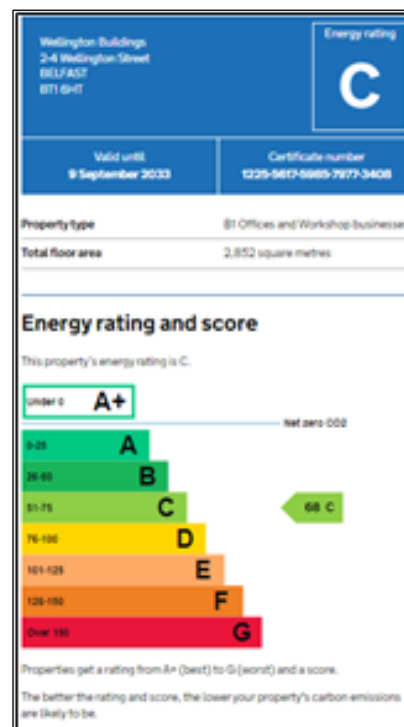 Wellington Buildings
2-4 Wellington Street
BELFAST
BT1 6HT
Energy rating
C
Valid until
9 September 2033
Certificate number
1225-5617-5985-7977-3408
Property type
B1 Offices and Workshop businesses
Total floor area
2,852 square metres
Energy rating and score
This property's energy rating is C.
Under 0 A+
Net zero CO2
0-25 A
26-50 B
51-75 C
68 C
76-100 D
101-125 E
126-150 F
Over 150 G
Properties get a rating from A+ (best) to G (worst) and a score.
The better the rating and score, the lower your property's carbon emissions
are likely to be.